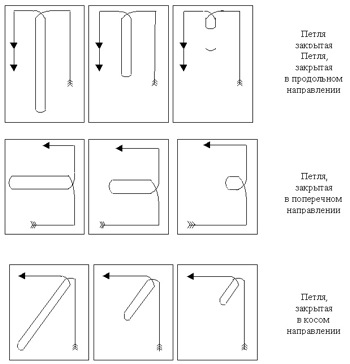 Петля
закрытая
Петля,
закрытая
в продольном
направлении
Петля,
закрытая
в поперечном
направлении
Петля,
закрытая
в косом
направлении